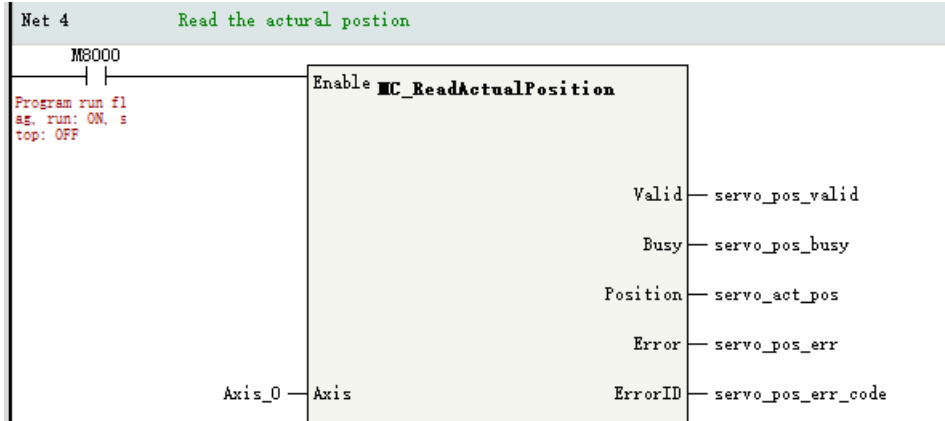 Net 4 Read the actural postion
M8000
Program run fl
ag, run: ON, s
top: OFF
Enable MC_ReadActualPosition
Valid servo_pos_valid
Busy servo_pos_busy
Position servo_act_pos
Error servo_pos_err
Axis_0 Axis ErrorID servo_pos_err_code